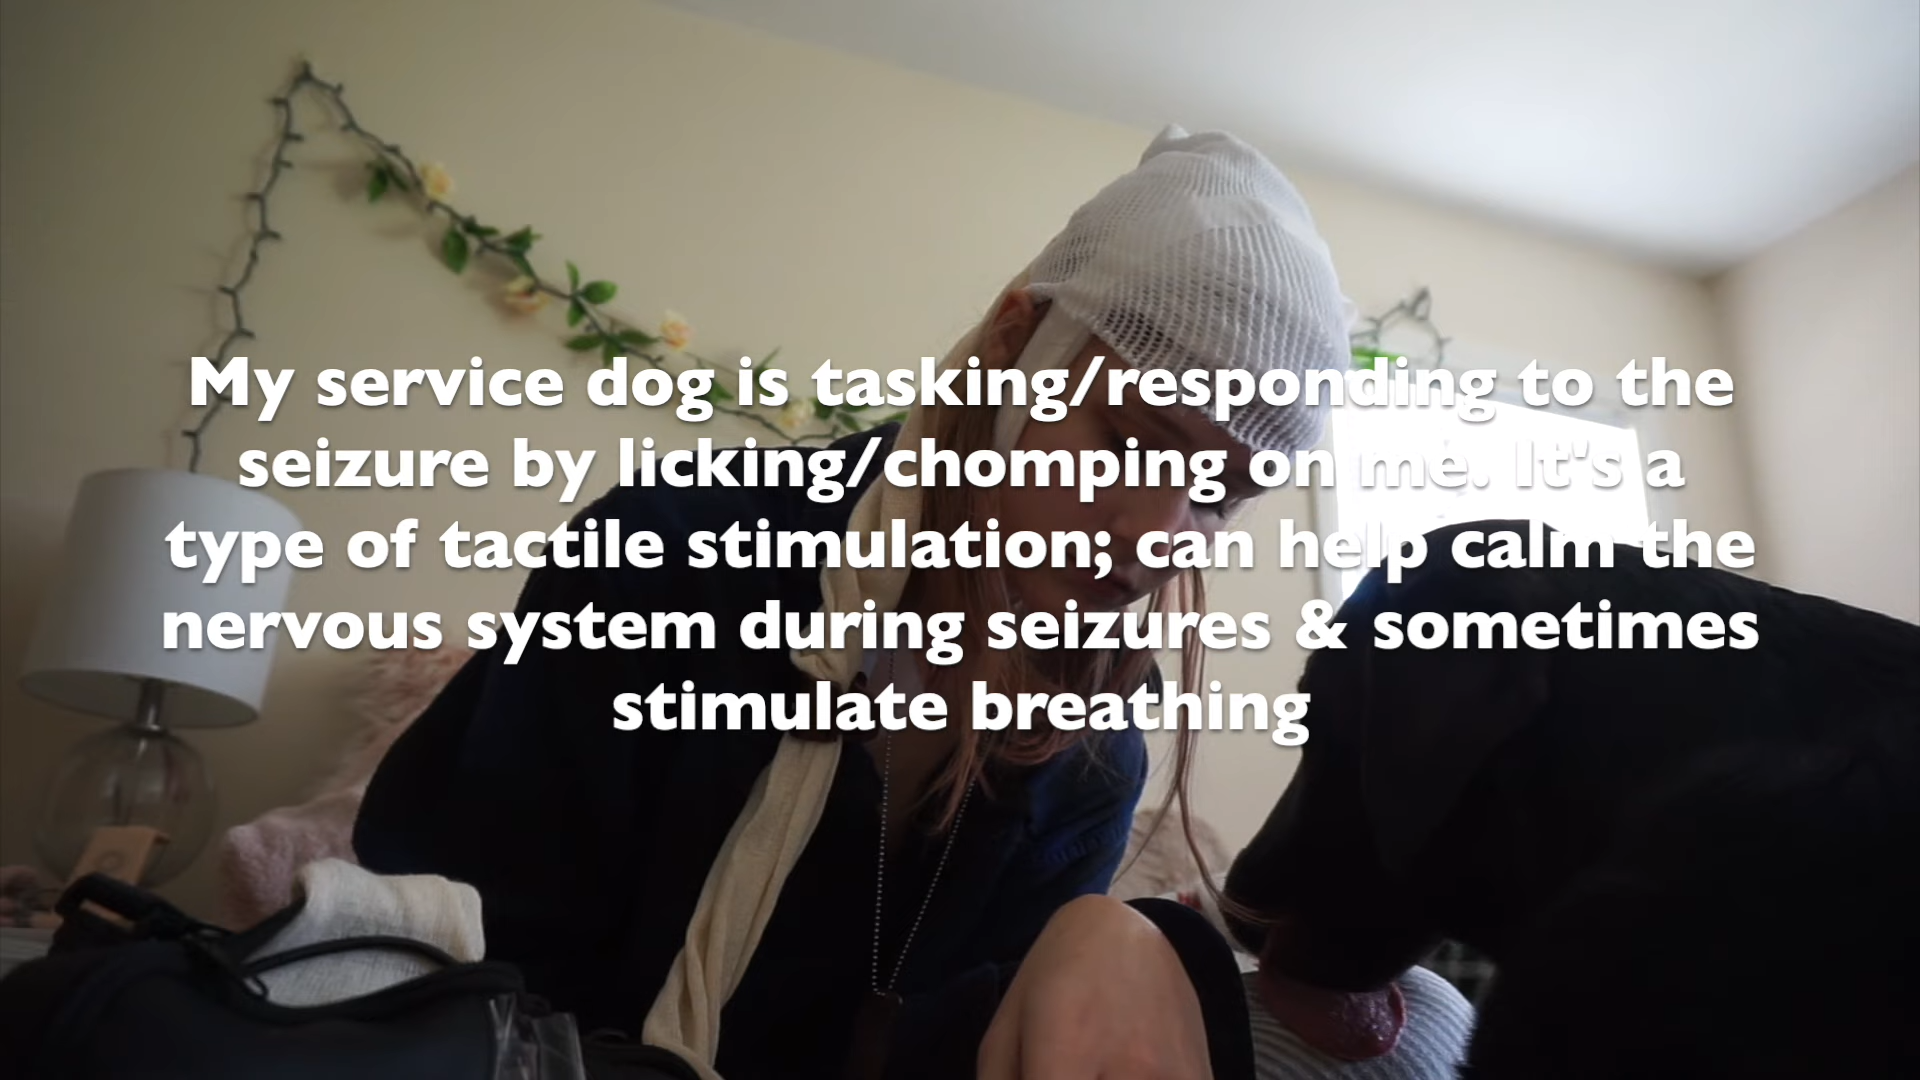 My service dog is tasking/responding to the
seizure by licking/chomping on me. It's a
type of tactile stimulation; can help calm the
nervous system during seizures & sometimes
stimulate breathing